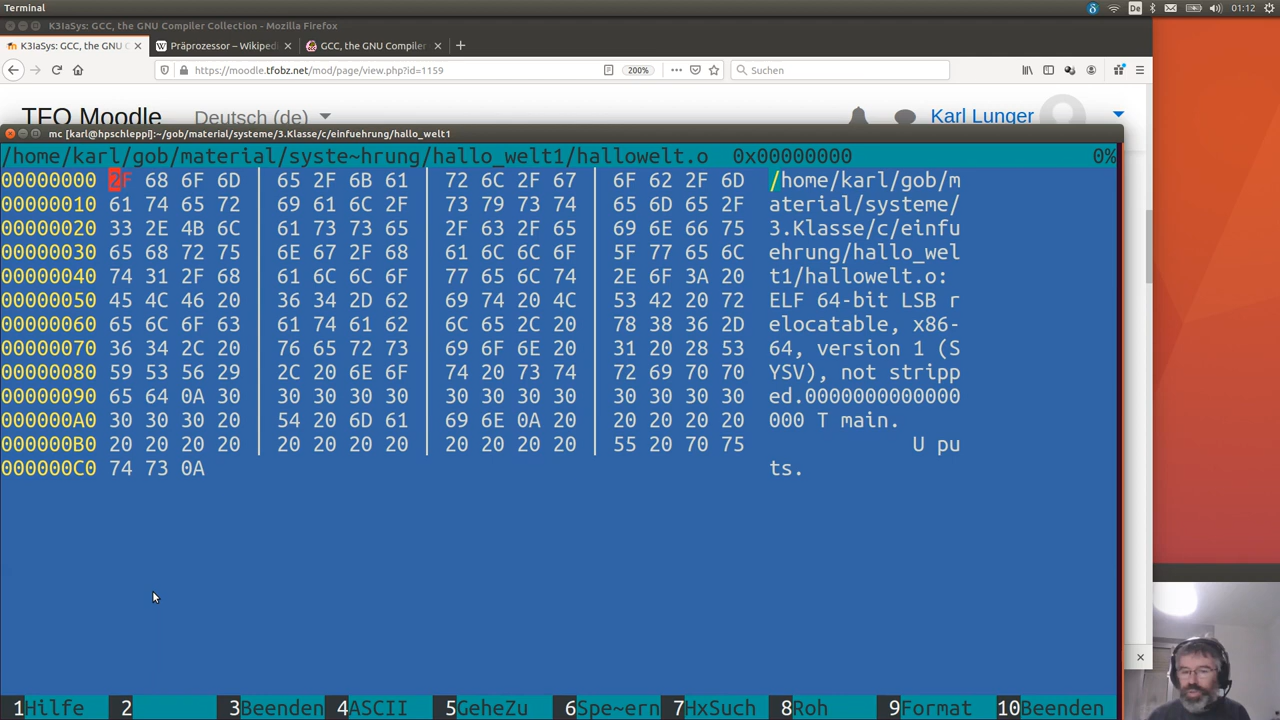 Terminal
De
01:12
K3IaSys: GCC, the GNU Compiler Collection - Mozilla Firefox
K3IaSys: GCC, the GNU C
Präprozessor – Wikiped
GCC, the GNU Compiler
https://moodle.tfobz.net/mod/page/view.php?id=1159
200%
Suchen
TFO Moodle
Deutsch (de)
Karl Lunger
mc [karl@hpschleppi]:~/gob/material/systeme/3.Klasse/c/einfuehrung/hallo_welt1
/home/karl/gob/material/syste~hrung/hallo_welt1/hallowelt.o 0x00000000 0%
00000000 2F 68 6F 6D | 65 2F 6B 61 | 72 6C 2F 67 | 6F 62 2F 6D /home/karl/gob/m
00000010 61 74 65 72 | 69 61 6C 2F | 73 79 73 74 | 65 6D 65 2F aterial/systeme/
00000020 33 2E 4B 6C | 61 73 73 65 | 2F 63 2F 65 | 69 6E 66 75 3.Klasse/c/einfu
00000030 65 68 72 75 | 6E 67 2F 68 | 61 6C 6C 6F | 5F 77 65 6C ehrung/hallo_wel
00000040 74 31 2F 68 | 61 6C 6C 6F | 77 65 6C 74 | 2E 6F 3A 20 t1/hallowelt.o:
00000050 45 4C 46 20 | 36 34 2D 62 | 69 74 20 4C | 53 42 20 72 ELF 64-bit LSB r
00000060 65 6C 6F 63 | 61 74 61 62 | 6C 65 2C 20 | 78 38 36 2D elocatable, x86-
00000070 36 34 2C 20 | 76 65 72 73 | 69 6F 6E 20 | 31 20 28 53 64, version 1 (S
00000080 59 53 56 29 | 2C 20 6E 6F | 74 20 73 74 | 72 69 70 70 YSV), not stripp
00000090 65 64 0A 30 | 30 30 30 30 | 30 30 30 30 | 30 30 30 30 ed.0000000000000
000000A0 30 30 30 20 | 54 20 6D 61 | 69 6E 0A 20 | 20 20 20 20 000 T main.
000000B0 20 20 20 20 | 20 20 20 20 | 20 20 20 20 | 55 20 70 75 U pu
000000C0 74 73 0A ts.
1Hilfe 2 3Beenden 4ASCII 5GeheZu 6Spe~ern 7HxSuch 8Roh 9Format 10Beenden